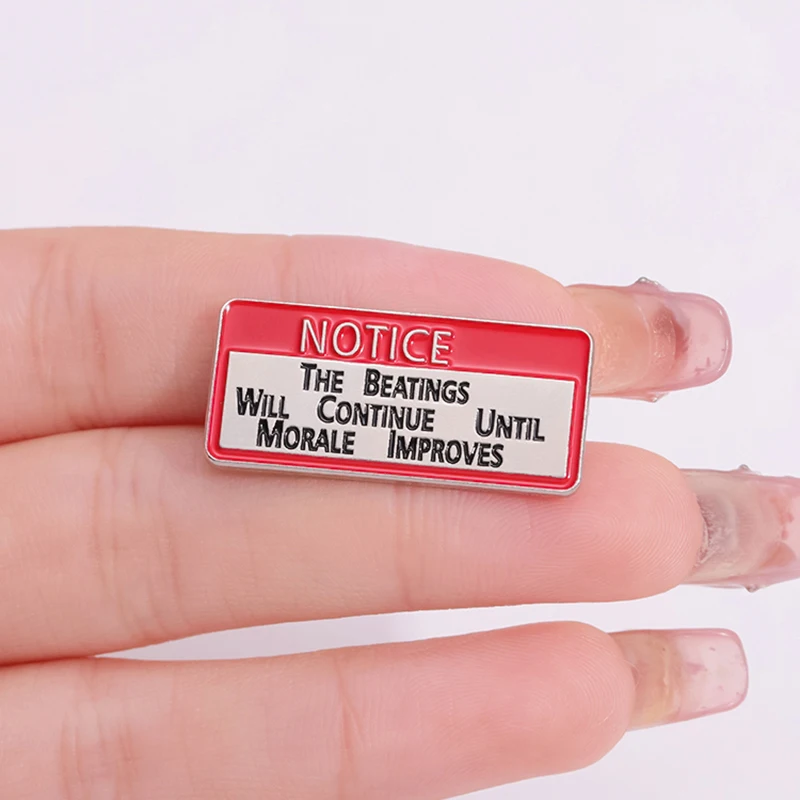 NOTICE
THE BEATINGS
WILL CONTINUE UNTIL
MORALE IMPROVES